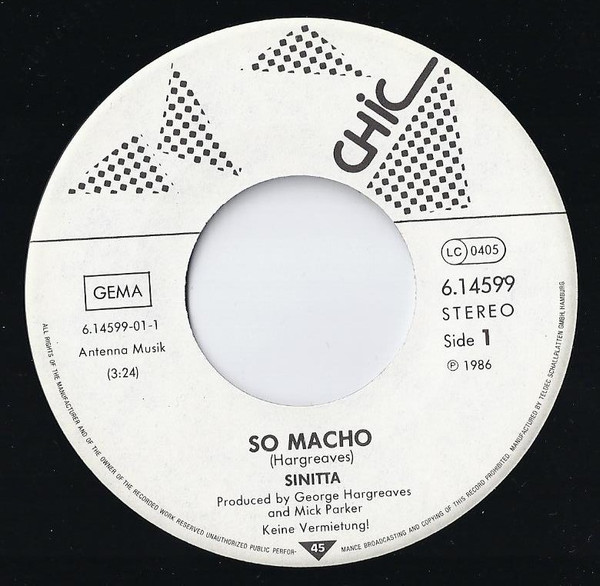 CHIC
GEMA
6.14599-01-1
Antenna Musik
(3:24)
LC 0405
6.14599
STEREO
Side 1
℗ 1986
SO MACHO
(Hargreaves)
SINITTA
Produced by George Hargreaves
and Mick Parker
Keine Vermietung!
45
ALL RIGHTS OF THE MANUFACTURER AND OF THE OWNER OF THE RECORDED WORK RESERVED UNAUTHORIZED PUBLIC PERFOR- MANCE BROADCASTING AND COPYING OF THIS RECORD PROHIBITED. MANUFACTURED BY TELDEC SCHALLPLATTEN GMBH, HAMBURG